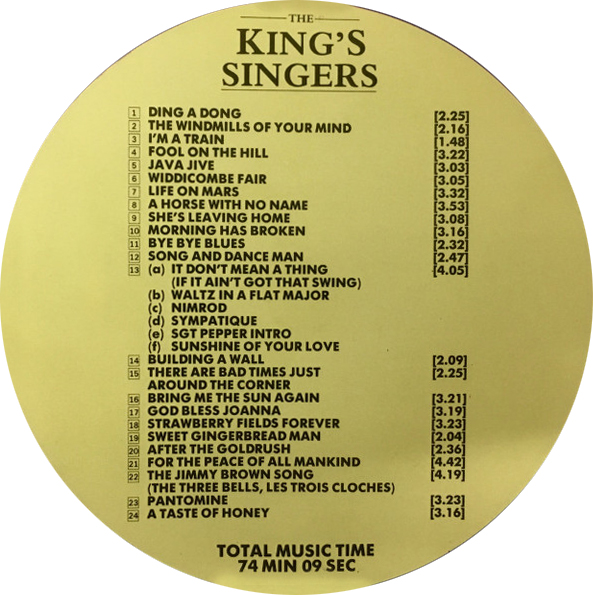 THE
KING'S
SINGERS
1 DING A DONG [2.25]
2 THE WINDMILLS OF YOUR MIND [2.16]
3 I'M A TRAIN [1.48]
4 FOOL ON THE HILL [3.22]
5 JAVA JIVE [3.03]
6 WIDDICOMBE FAIR [3.05]
7 LIFE ON MARS [3.32]
8 A HORSE WITH NO NAME [3.53]
9 SHE'S LEAVING HOME [3.08]
10 MORNING HAS BROKEN [3.16]
11 BYE BYE BLUES [2.32]
12 SONG AND DANCE MAN [2.47]
13 (a) IT DON'T MEAN A THING [4.05]
(IF IT AIN'T GOT THAT SWING)
(b) WALTZ IN A FLAT MAJOR
(c) NIMROD
(d) SYMPATIQUE
(e) SGT PEPPER INTRO
(f) SUNSHINE OF YOUR LOVE
14 BUILDING A WALL [2.09]
15 THERE ARE BAD TIMES JUST [2.25]
AROUND THE CORNER
16 BRING ME THE SUN AGAIN [3.21]
17 GOD BLESS JOANNA [3.19]
18 STRAWBERRY FIELDS FOREVER [3.23]
19 SWEET GINGERBREAD MAN [2.04]
20 AFTER THE GOLDRUSH [2.36]
21 FOR THE PEACE OF ALL MANKIND [4.42]
22 THE JIMMY BROWN SONG [4.19]
(THE THREE BELLS, LES TROIS CLOCHES)
23 PANTOMINE [3.23]
24 A TASTE OF HONEY [3.16]
TOTAL MUSIC TIME
74 MIN 09 SEC